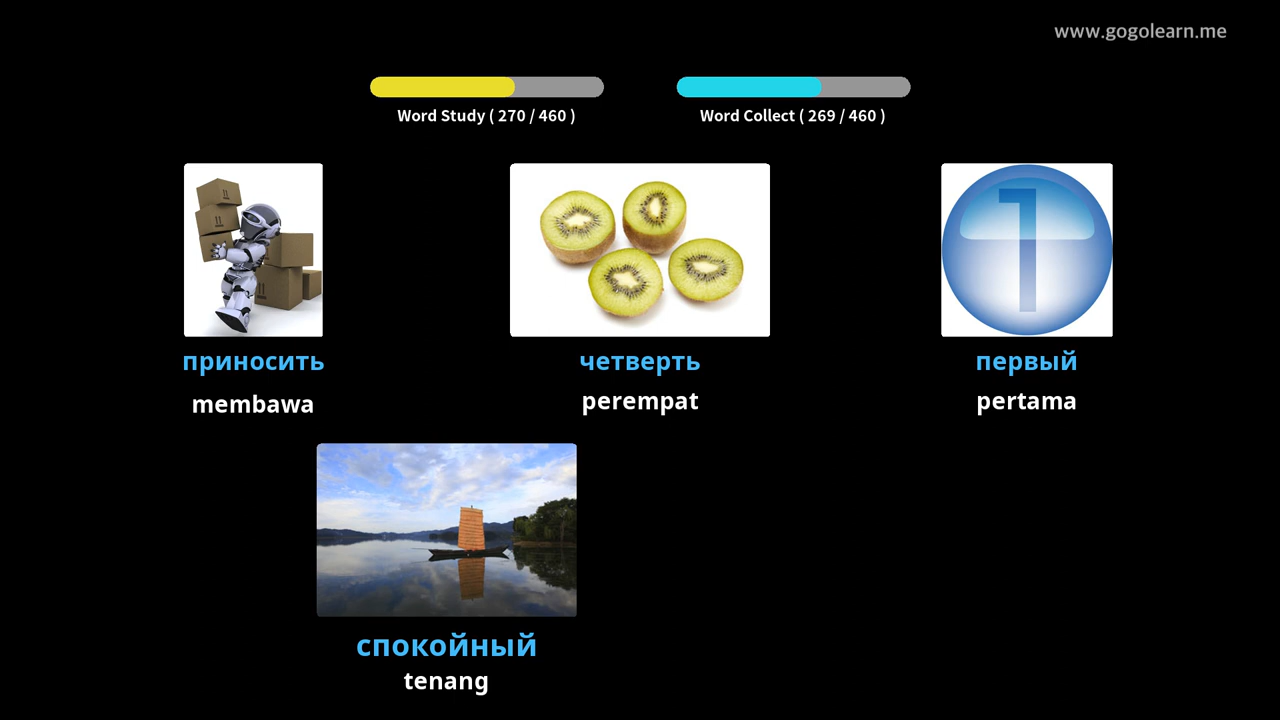 www.gogolearn.me
Word Study ( 270 / 460 )
Word Collect ( 269 / 460 )
1
приносить
четверть
первый
membawa
perempat
pertama
спокойный
tenang